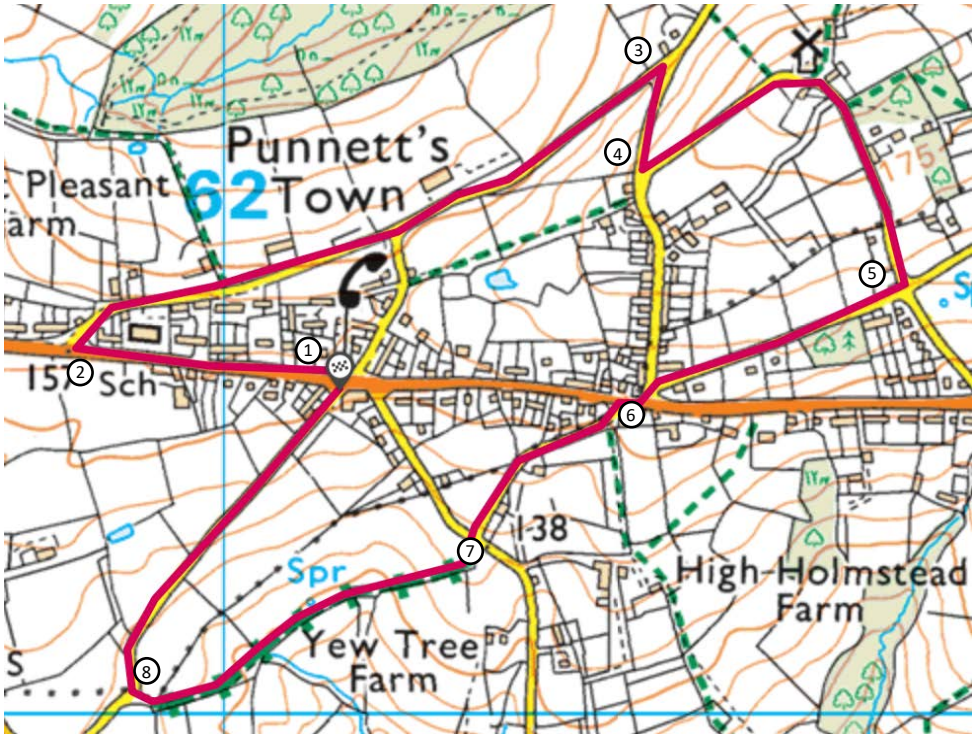 3
4
Punnett's
62 Town
Pleasant
arm
175
5
S
1
2
157 Sch
6
7
138
Spr
High Holmstead
Farm
Yew Tree
Farm
8
S